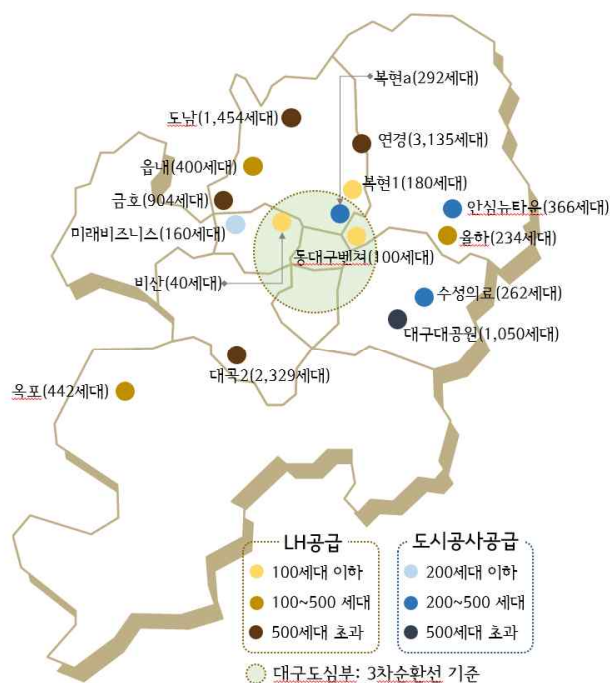 복현a(292세대)
도남(1,454세대)
연경(3,135세대)
읍내(400세대)
복현1(180세대)
금호(904세대)
안심뉴타운(366세대)
미래비즈니스(160세대)
율하(234세대)
동대구벤쳐(100세대)
비산(40세대)
수성의료(262세대)
대구대공원(1,050세대)
대곡2(2,329세대)
옥포(442세대)
LH공급
100세대 이하
100~500 세대
500세대 초과
도시공사공급
200세대 이하
200~500 세대
500세대 초과
대구도심부: 3차순환선 기준